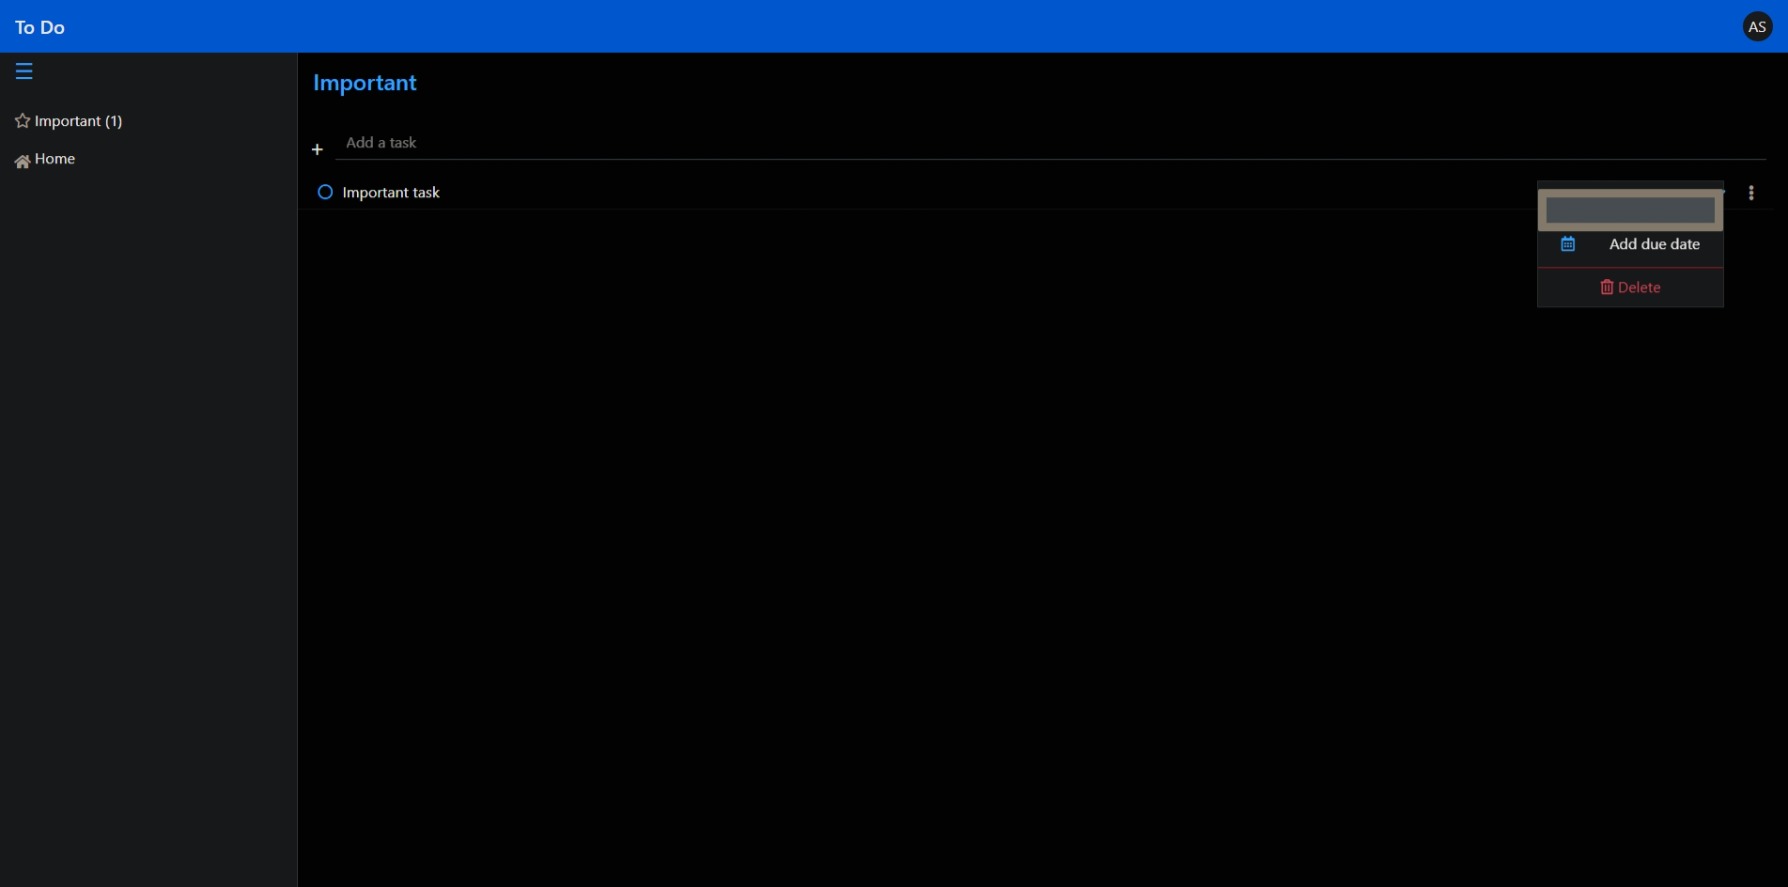 To Do
AS
Important (1)
Home
Important
Add a task
Important task
Add due date
Delete